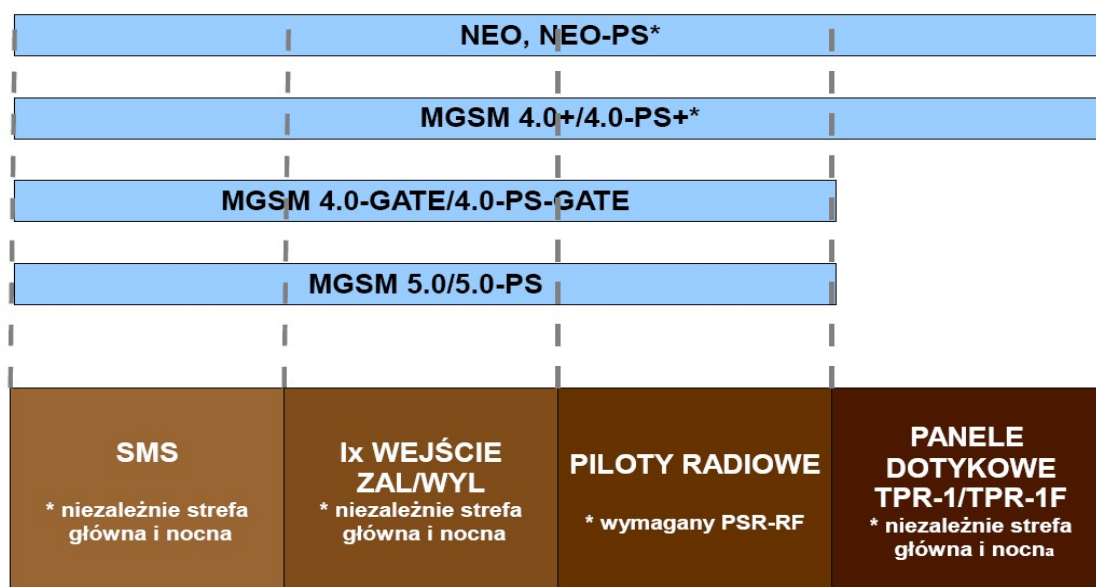 NEO, NEO-PS*
MGSM 4.0+/4.0-PS+*
MGSM 4.0-GATE/4.0-PS-GATE
MGSM 5.0/5.0-PS
SMS
* niezależnie strefa
główna i nocna
Ix WEJŚCIE
ZAL/WYL
* niezależnie strefa
główna i nocna
PILOTY RADIOWE
* wymagany PSR-RF
PANELE
DOTYKOWE
TPR-1/TPR-1F
* niezależnie strefa
główna i nocna